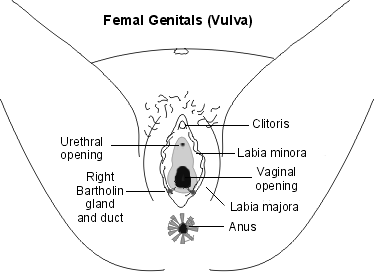 Femal Genitals (Vulva)
Clitoris
Urethral
opening
Labia minora
Right
Bartholin
gland
and duct
Vaginal
opening
Labia majora
Anus